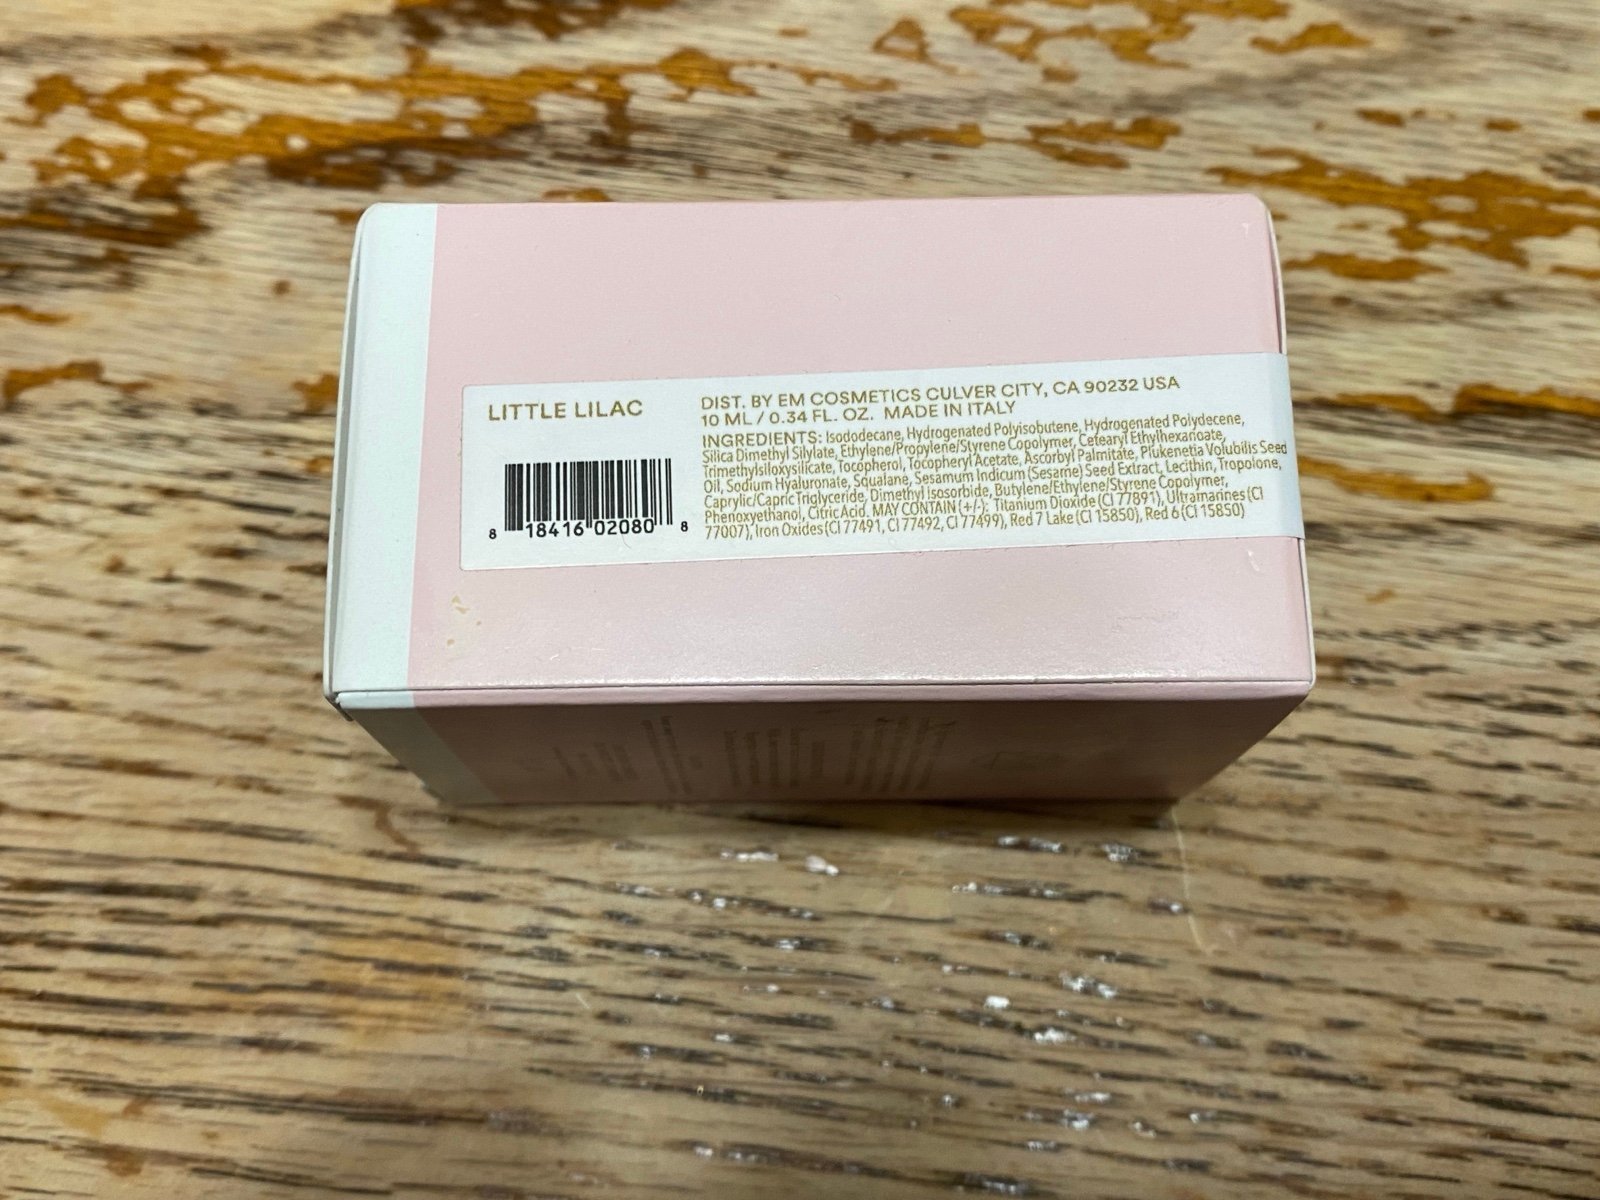 LITTLE LILAC
8 18416 02080 8
DIST. BY EM COSMETICS CULVER CITY, CA 90232 USA
10 ML / 0.34 FL. OZ. MADE IN ITALY
INGREDIENTS: Isododecane, Hydrogenated Polyisobutene, Hydrogenated Polydecene,
Silica Dimethyl Silylate, Ethylene/Propylene/Styrene Copolymer, Cetearyl Ethylhexanoate,
Trimethylsiloxysilicate, Tocopherol, Tocopheryl Acetate, Ascorbyl Palmitate, Plukenetia Volubilis Seed
Oil, Sodium Hyaluronate, Squalane, Sesamum Indicum (Sesame) Seed Extract, Lecithin, Tropolone,
Caprylic/Capric Triglyceride, Dimethyl Isosorbide, Butylene/Ethylene/Styrene Copolymer,
Phenoxyethanol, Citric Acid. MAY CONTAIN (+/-): Titanium Dioxide (CI 77891), Ultramarines (CI
77007), Iron Oxides (CI 77491, CI 77492, CI 77499), Red 7 Lake (CI 15850), Red 6 (CI 15850)